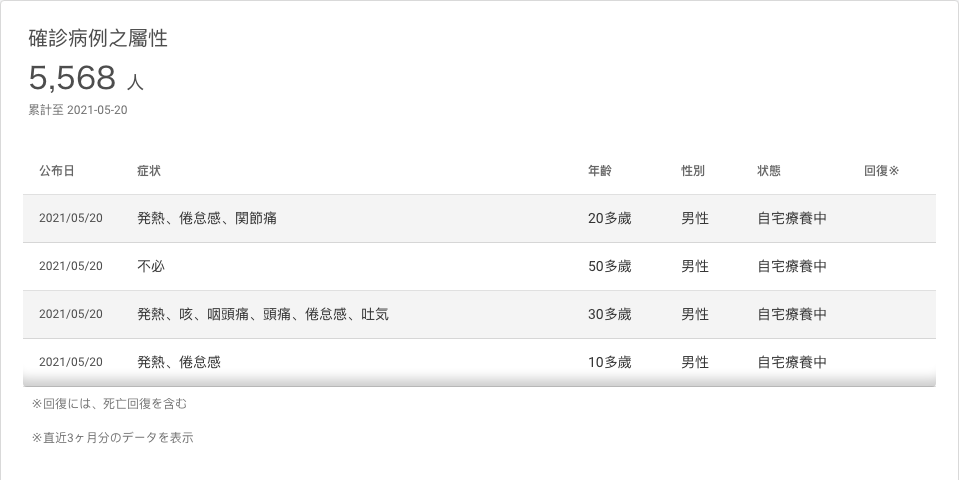 確診病例之屬性
5,568 人
累計至 2021-05-20
公布日 症状 年齢 性別 状態 回復※
2021/05/20 発熱、倦怠感、関節痛 20多歲 男性 自宅療養中
2021/05/20 不必 50多歲 男性 自宅療養中
2021/05/20 発熱、咳、咽頭痛、頭痛、倦怠感、吐気 30多歲 男性 自宅療養中
2021/05/20 発熱、倦怠感 10多歲 男性 自宅療養中
※回復には、死亡回復を含む
※直近3ヶ月分のデータを表示